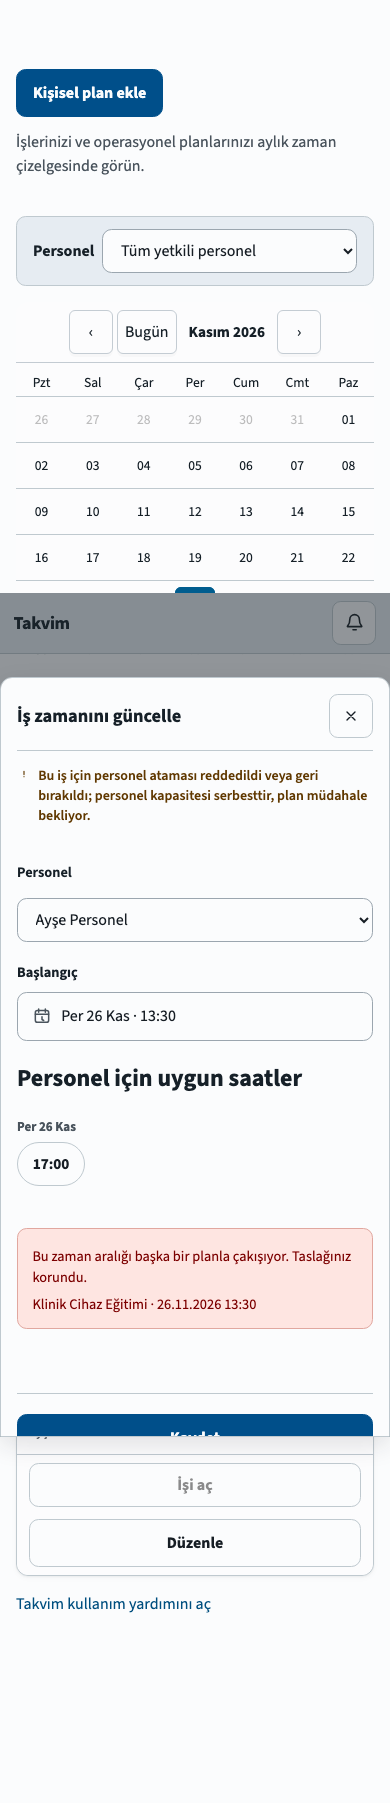 Kişisel plan ekle
İşlerinizi ve operasyonel planlarınızı aylık zaman
çizelgesinde görün.
Personel Tüm yetkili personel
‹ Bugün Kasım 2026 ›
Pzt Sal Çar Per Cum Cmt Paz
26 27 28 29 30 31 01
02 03 04 05 06 07 08
09 10 11 12 13 14 15
16 17 18 19 20 21 22
Takvim
İş zamanını güncelle ×
! Bu iş için personel ataması reddedildi veya geri
bırakıldı; personel kapasitesi serbesttir, plan müdahale
bekliyor.
Personel
Ayşe Personel
Başlangıç
Per 26 Kas · 13:30
Personel için uygun saatler
Per 26 Kas
17:00
Bu zaman aralığı başka bir planla çakışıyor. Taslağınız
korundu.
Klinik Cihaz Eğitimi · 26.11.2026 13:30
Kaydet
İşi aç
Düzenle
Takvim kullanım yardımını aç